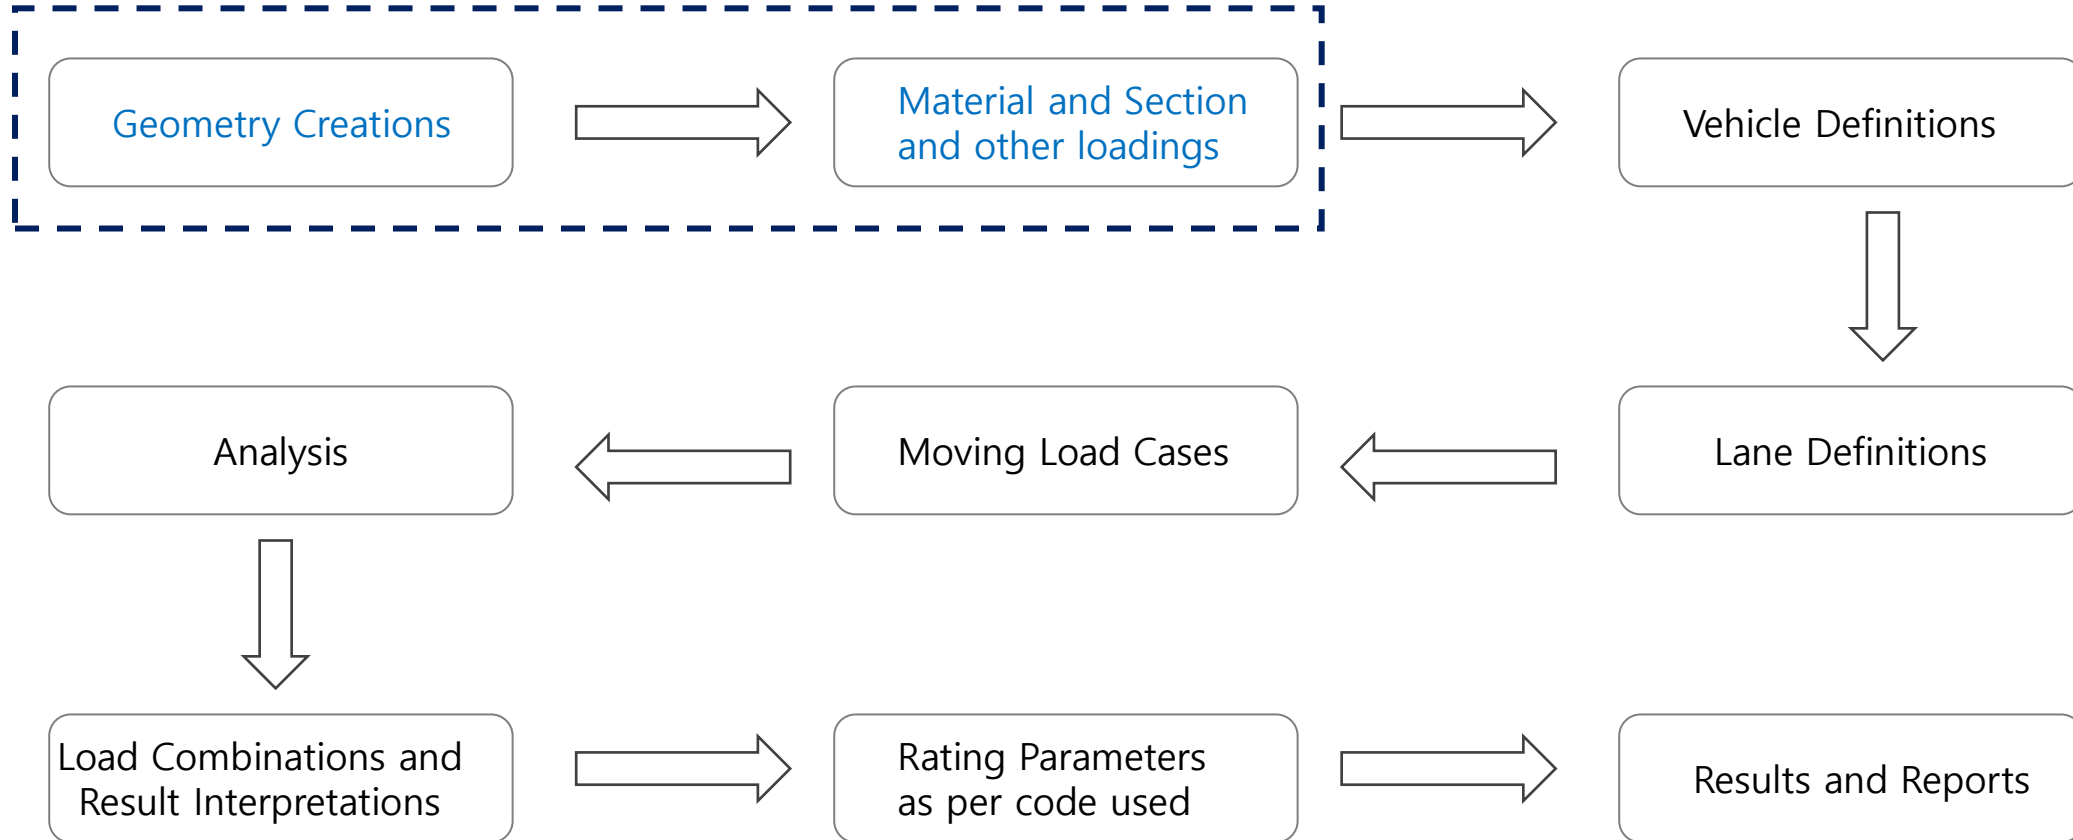 Geometry Creations
Material and Section
and other loadings
Vehicle Definitions
Analysis
Moving Load Cases
Lane Definitions
Load Combinations and
Result Interpretations
Rating Parameters
as per code used
Results and Reports